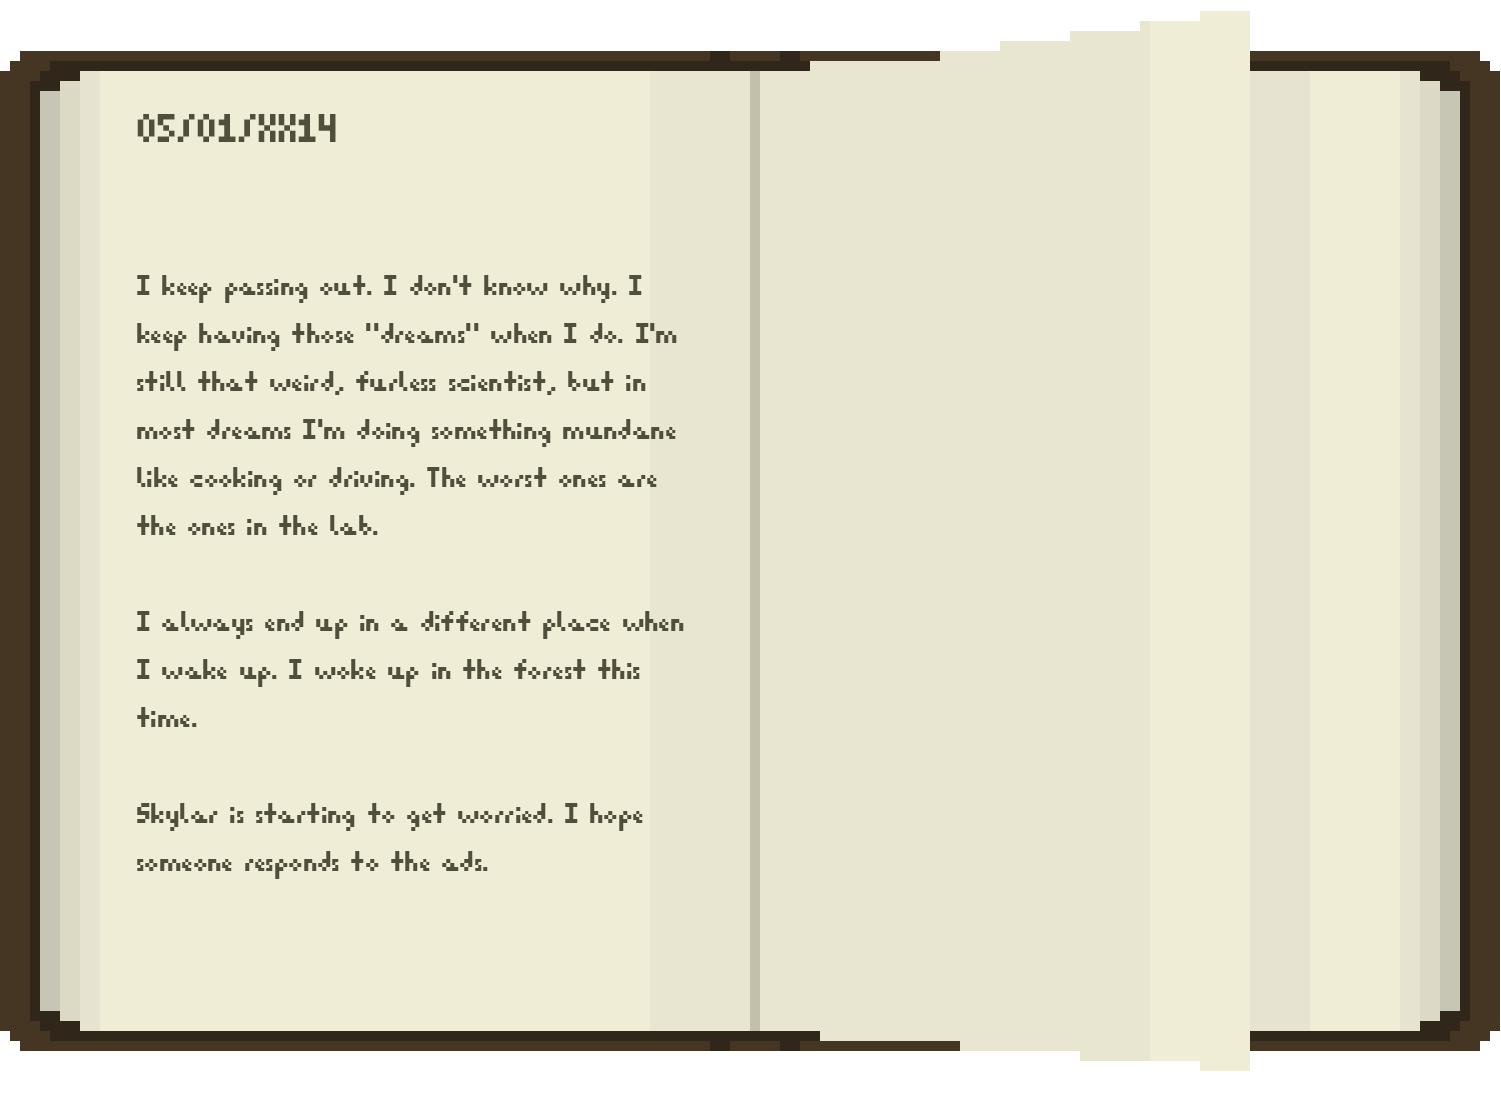 05/01/XX14
I keep passing out. I don't know why. I
keep having those "dreams" when I do. I'm
still that weird, furless scientist, but in
most dreams I'm doing something mundane
like cooking or driving. The worst ones are
the ones in the lab.
I always end up in a different place when
I wake up. I woke up in the forest this
time.
Skylar is starting to get worried. I hope
someone responds to the ads.